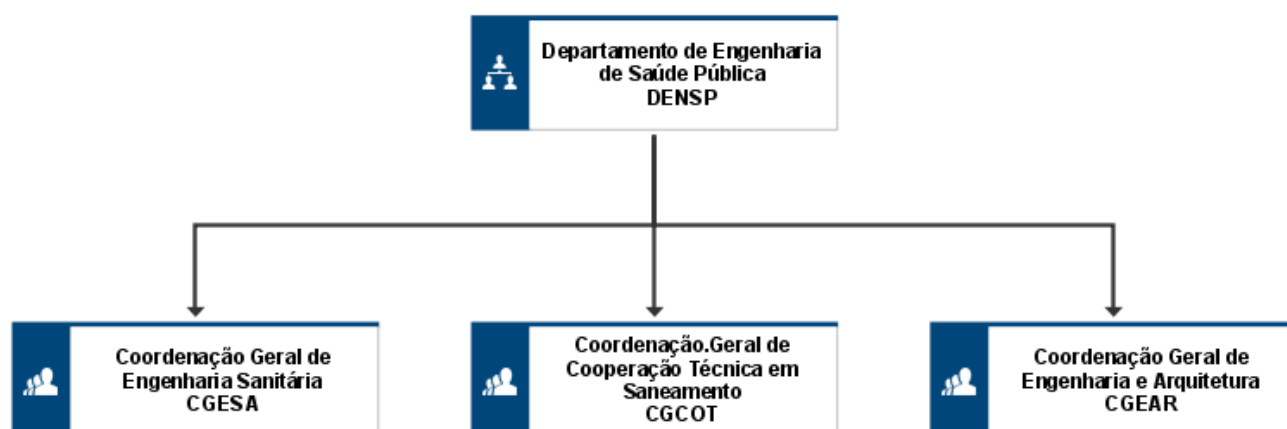 Departamento de Engenharia
de Saúde Pública
DENSP
Coordenação Geral de
Engenharia Sanitária
CGESA
Coordenação.Geral de
Cooperação Técnica em
Saneamento
CGCOT
Coordenação Geral de
Engenharia e Arquitetura
CGEAR